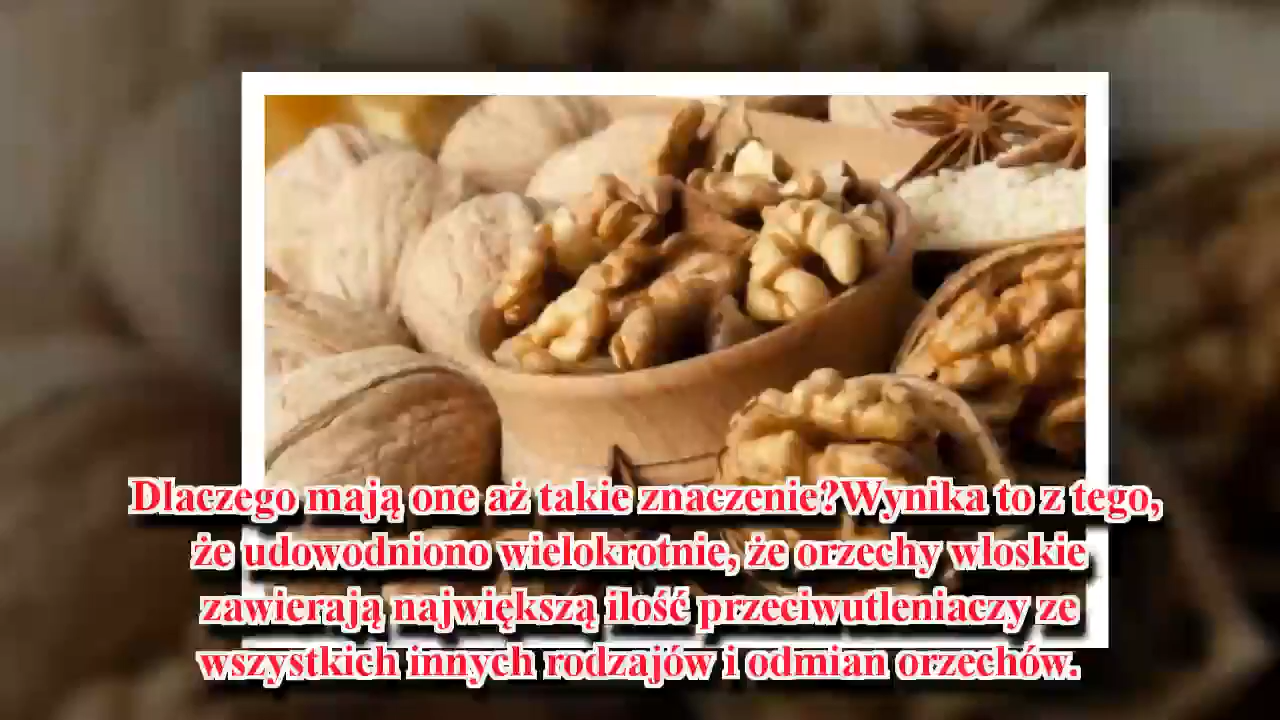 Dlaczego mają one aż takie znaczenie?Wynika to z tego,
że udowodniono wielokrotnie, że orzechy włoskie
zawierają największą ilość przeciwutleniaczy ze
wszystkich innych rodzajów i odmian orzechów.